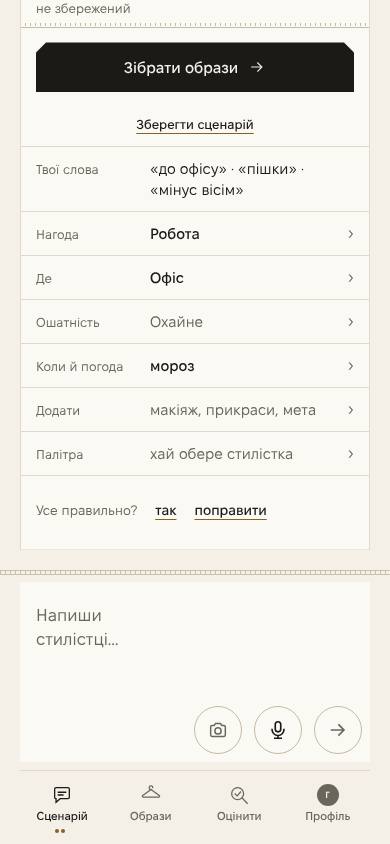 не збережений
Зібрати образи →
Зберегти сценарій
Твої слова «до офісу» · «пішки» ·
«мінус вісім»
Нагода Робота
Де Офіс
Ошатність Охайне
Коли й погода мороз
Додати макіяж, прикраси, мета
Палітра хай обере стилістка
Усе правильно? так поправити
Напиши
стилістці…
Г
Сценарій Образи Оцінити Профіль